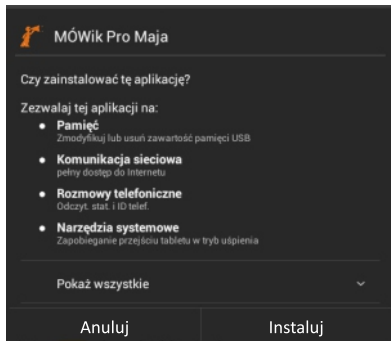 MÓWik Pro Maja
Czy zainstalować tę aplikację?
Zezwalaj tej aplikacji na:
• Pamięć
Zmodyfikuj lub usuń zawartość pamięci USB
• Komunikacja sieciowa
pełny dostęp do Internetu
• Rozmowy telefoniczne
Odczyt. stat. i ID telef.
• Narzędzia systemowe
Zapobieganie przejściu tabletu w tryb uśpienia
Pokaż wszystkie
Anuluj Instaluj